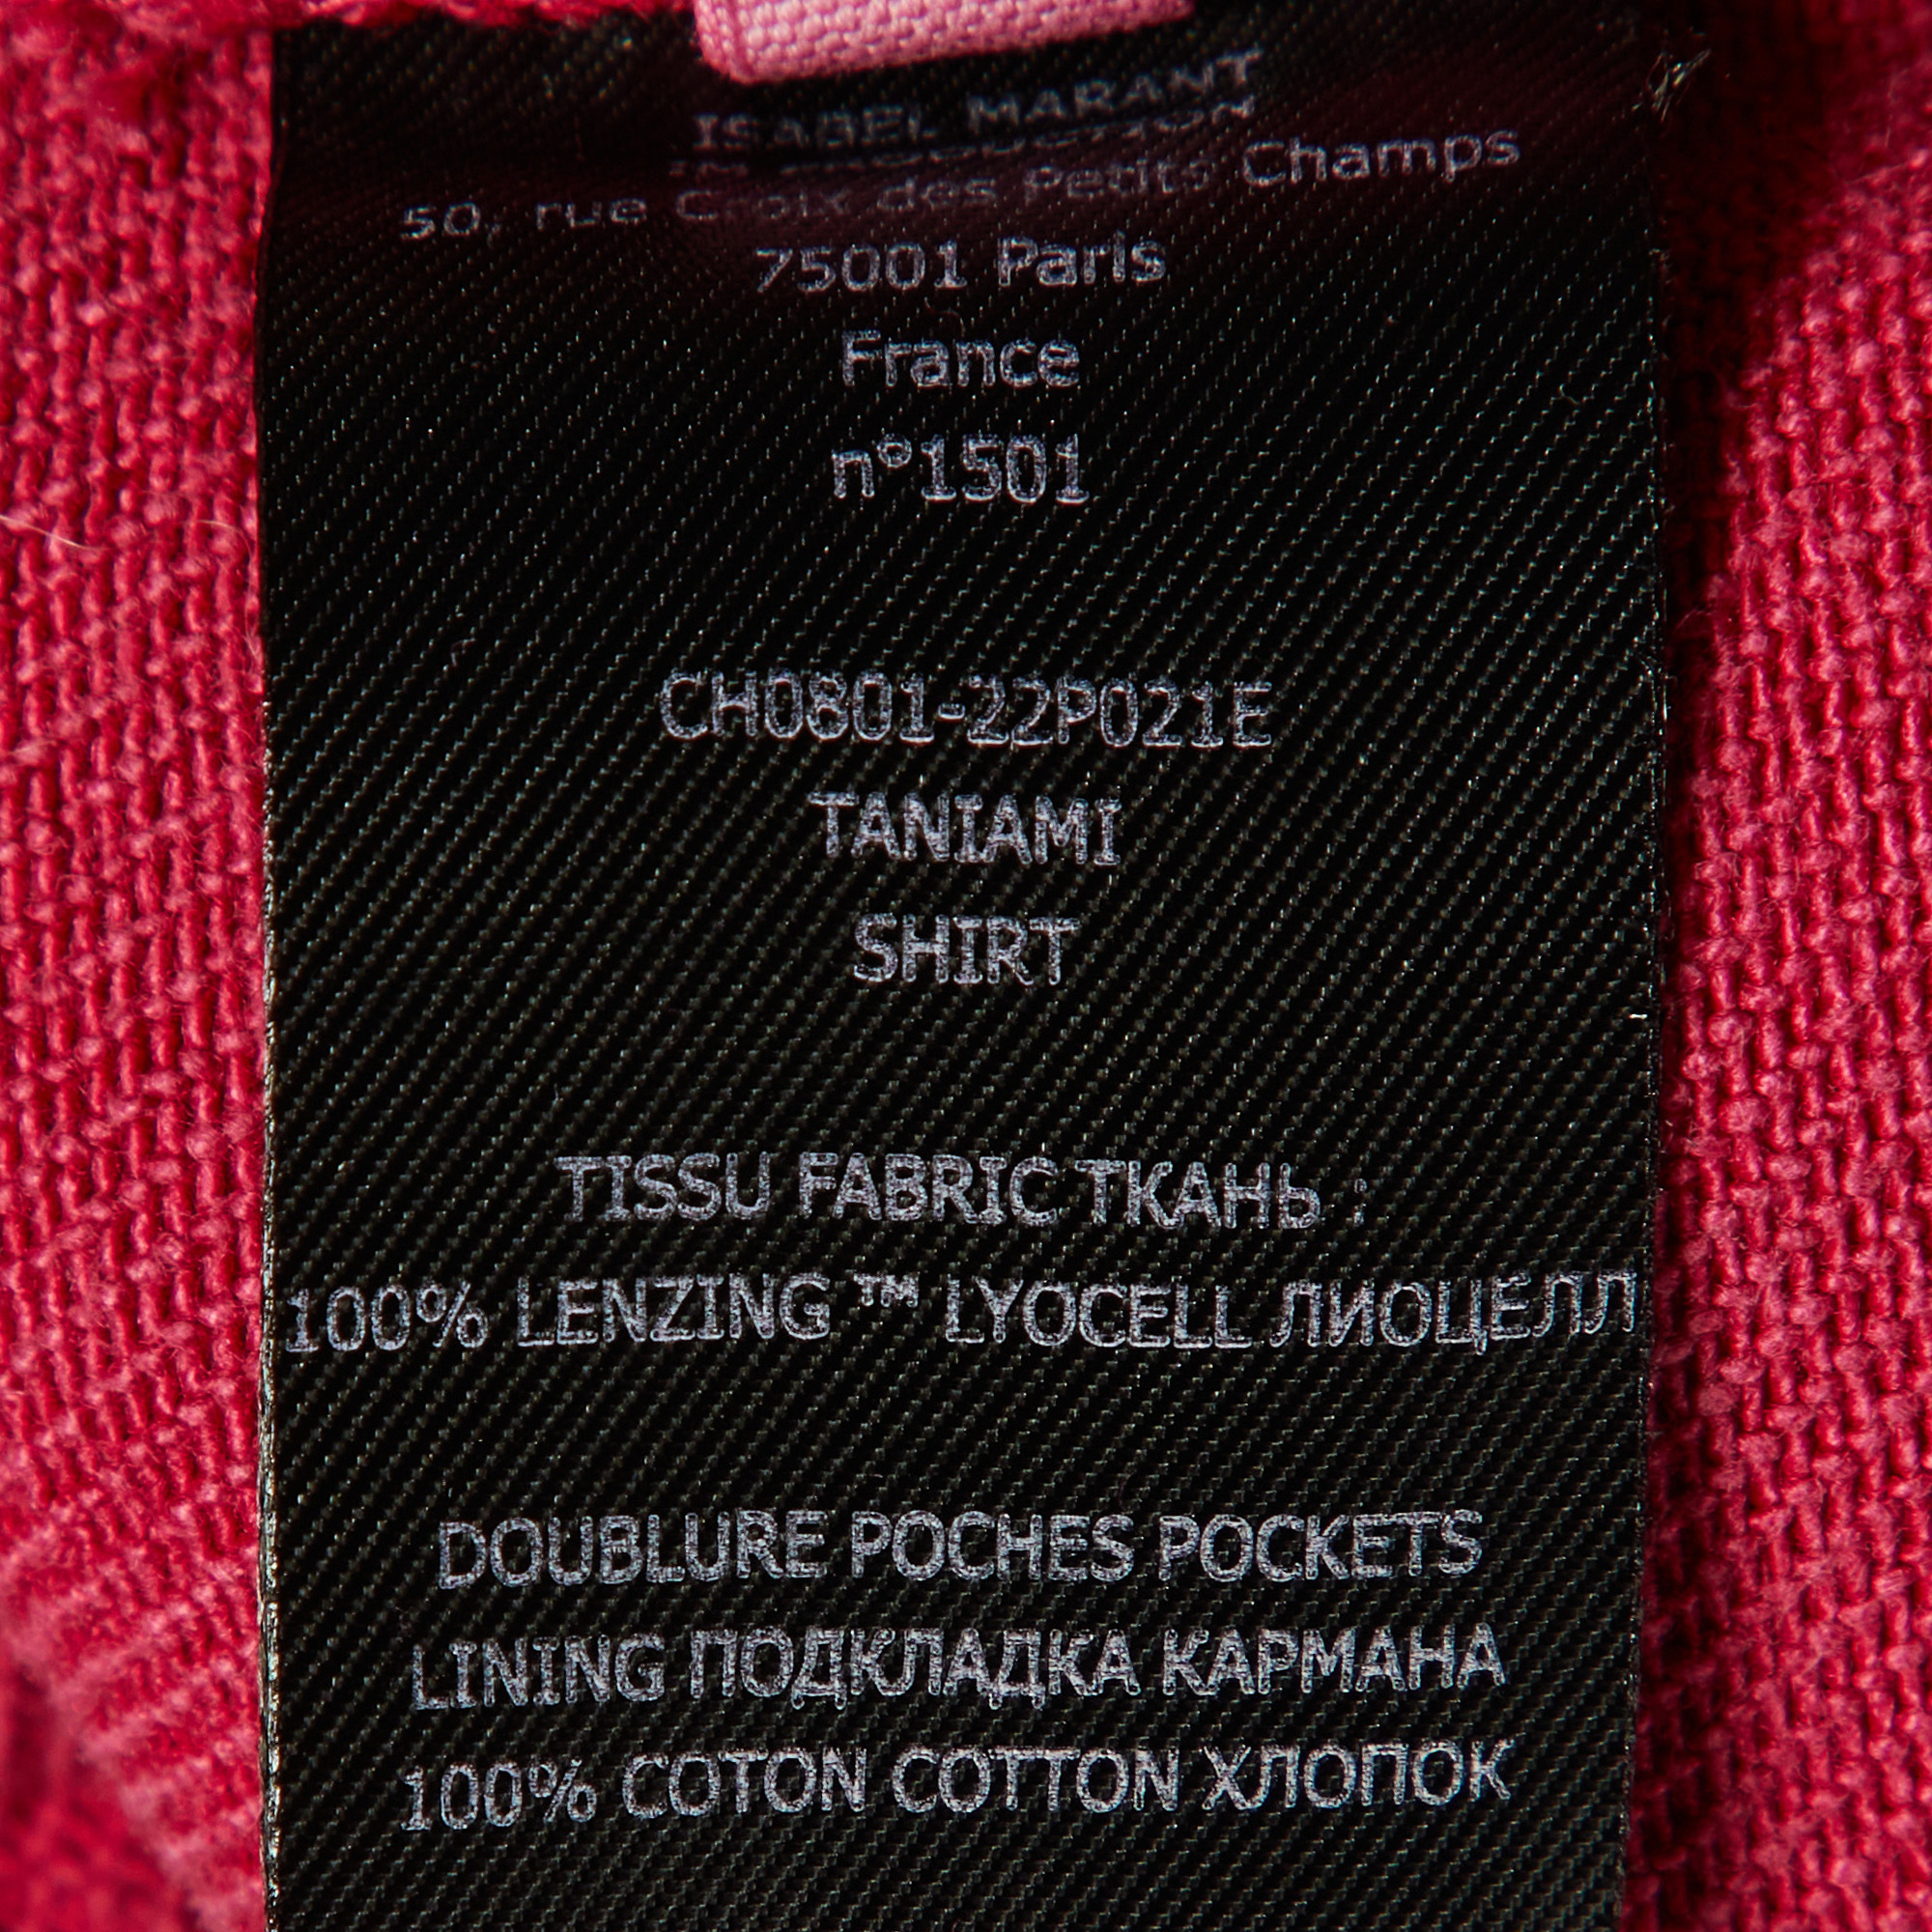 ISABEL MARANT
50, rue Croix des Petits Champs
75001 Paris
France
n°1501
CH0801-22P021E
TANIAMI
SHIRT
TISSU FABRIC ТКАНЬ :
100% LENZING ™ LYOCELL ЛИОЦЕЛЛ
DOUBLURE POCHES POCKETS
LINING ПОДКЛАДКА КАРМАНА
100% COTON COTTON ХЛОПОК